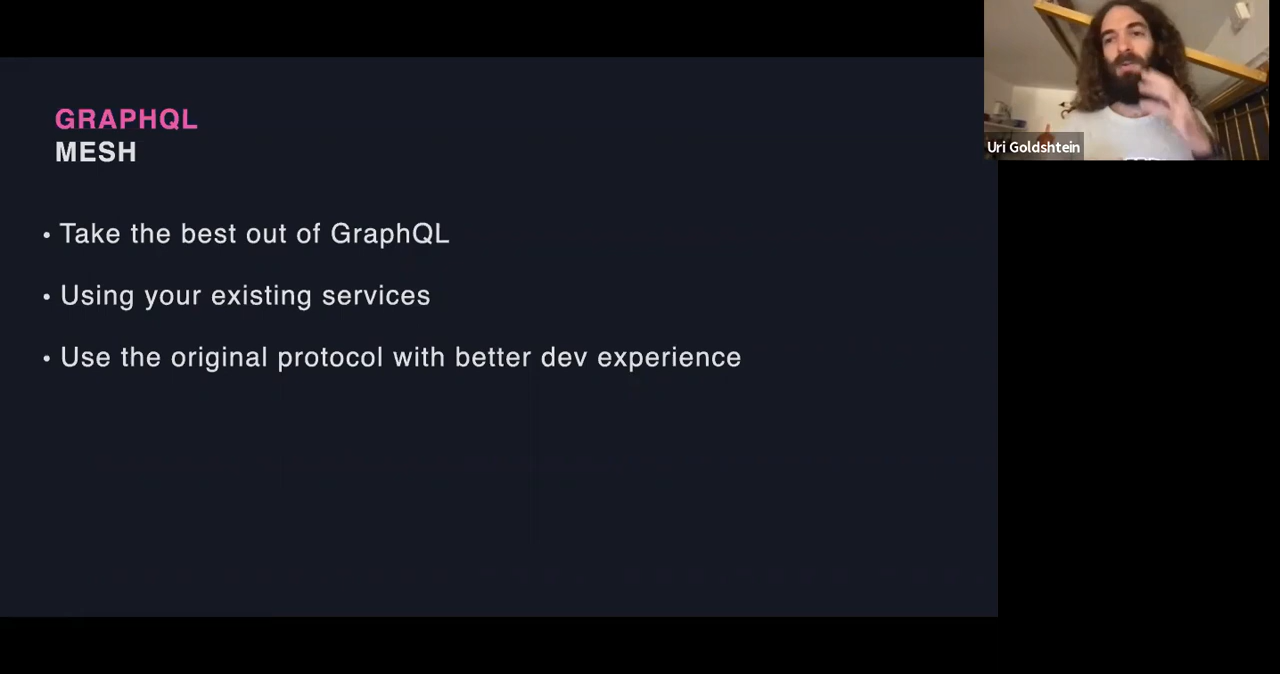 GRAPHQL
MESH
• Take the best out of GraphQL
• Using your existing services
• Use the original protocol with better dev experience
Uri Goldshtein